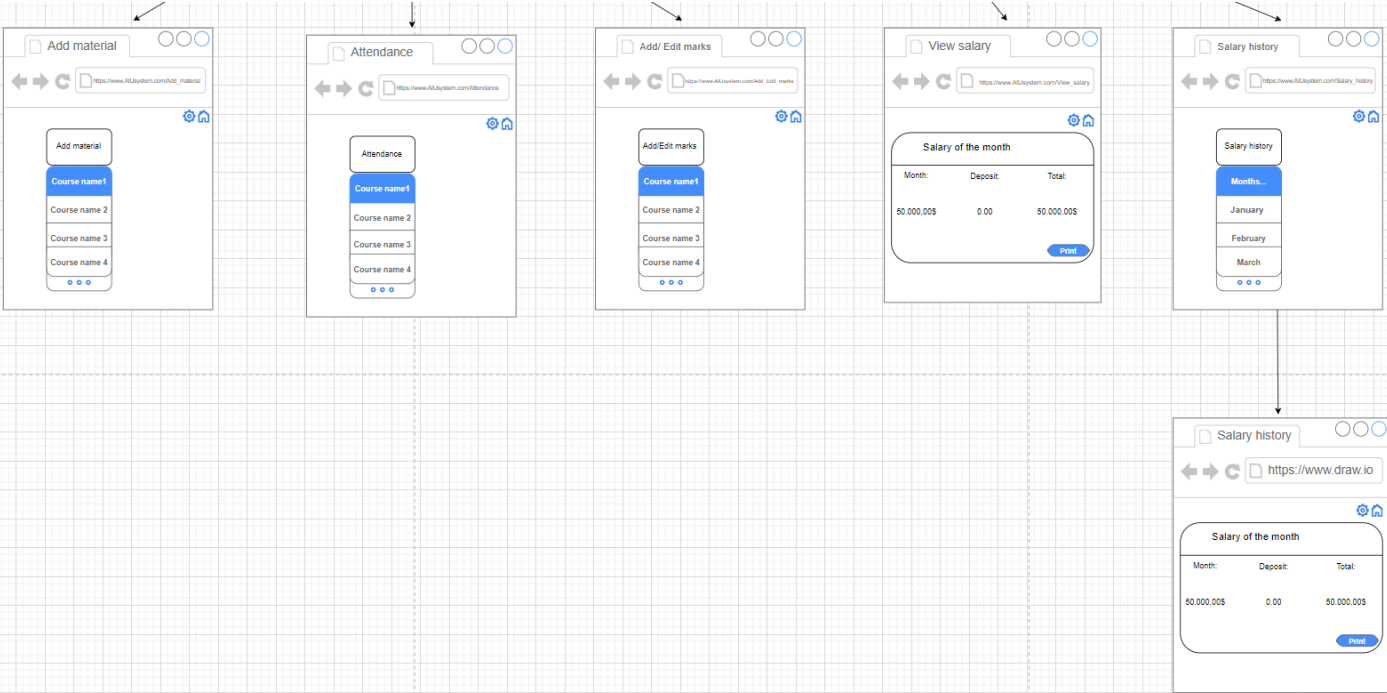 Add material
https://www.AIUsystem.com/Add_material
Add material
Course name1
Course name 2
Course name 3
Course name 4
Attendance
https://www.AIUsystem.com/Attendance
Attendance
Course name1
Course name 2
Course name 3
Course name 4
Add/ Edit marks
https://www.AIUsystem.com/Add_Edit_marks
Add/Edit marks
Course name1
Course name 2
Course name 3
Course name 4
View salary
https://www.AIUsystem.com/View_salary
Salary of the month
Month: Deposit: Total:
50.000,00$ 0.00 50.000,00$
Print
Salary history
https://www.AIUsystem.com/Salary_history
Salary history
Months...
January
February
March
Salary history
https://www.draw.io
Salary of the month
Month: Deposit: Total:
50.000,00$ 0.00 50.000,00$
Print